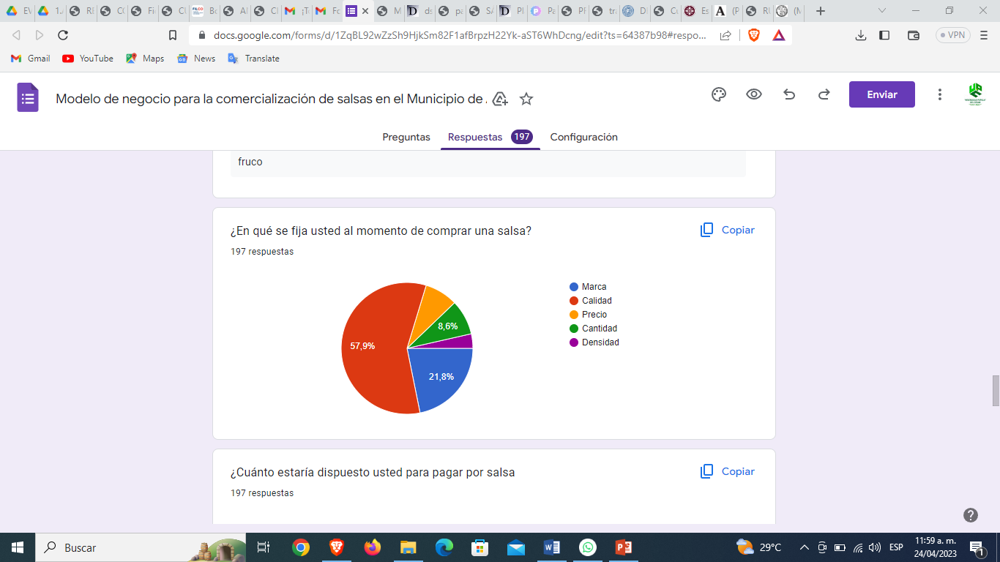 docs.google.com/forms/d/1ZqBL92wZzSh9HjkSm82F1afBrpzH22Yk-aST6WhDcng/edit?ts=64387b98#respo...
VPN
Gmail
YouTube
Maps
News
Translate
Modelo de negocio para la comercialización de salsas en el Municipio de
Enviar
Preguntas
Respuestas 197
Configuración
fruco
¿En qué se fija usted al momento de comprar una salsa?
Copiar
197 respuestas
57,9%
8,6%
21,8%
Marca
Calidad
Precio
Cantidad
Densidad
¿Cuánto estaría dispuesto usted para pagar por salsa
Copiar
197 respuestas
Buscar
29°C
ESP
11:59 a. m.
24/04/2023
1